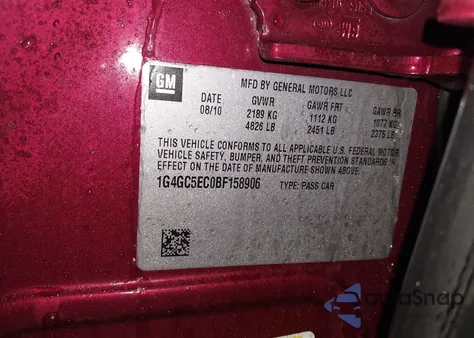 GM
MFD BY GENERAL MOTORS LLC
DATE GVWR GAWR FRT GAWR RR
08/10 2189 KG 1112 KG 1077 KG
4826 LB 2451 LB 2375 LB
THIS VEHICLE CONFORMS TO ALL APPLICABLE U.S. FEDERAL MOTOR
VEHICLE SAFETY, BUMPER, AND THEFT PREVENTION STANDARDS IN
EFFECT ON THE DATE OF MANUFACTURE SHOWN ABOVE.
1G4GC5EC0BF158906 TYPE: PASS CAR
AutoSnap